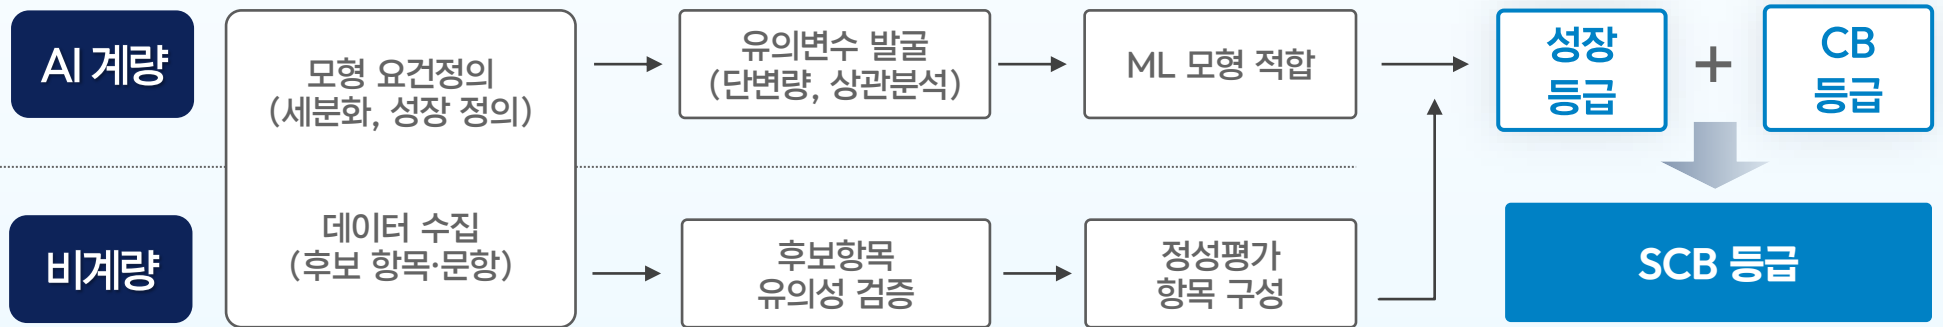 AI 계량
모형 요건정의
(세분화, 성장 정의)
유의변수 발굴
(단변량, 상관분석)
ML 모형 적합
성장
등급
+
CB
등급
비계량
데이터 수집
(후보 항목·문항)
후보항목
유의성 검증
정성평가
항목 구성
SCB 등급